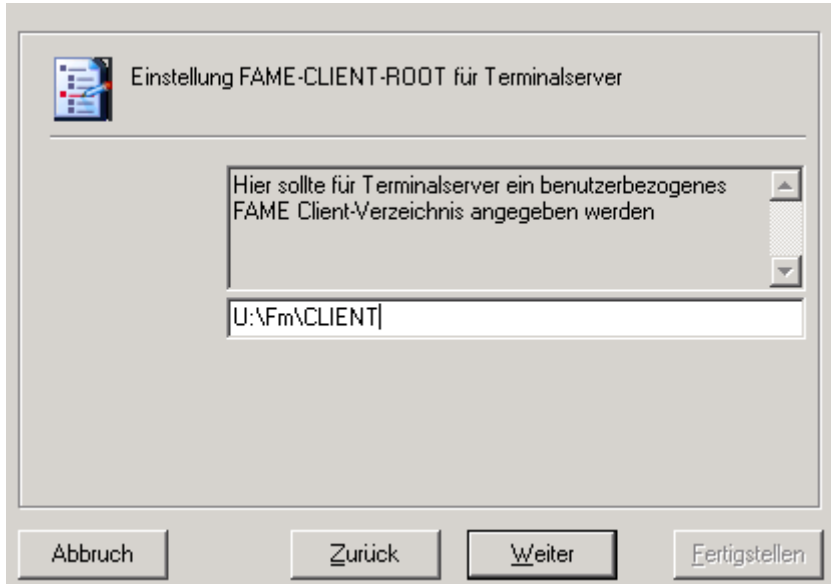 Einstellung FAME-CLIENT-ROOT für Terminalserver
Hier sollte für Terminalserver ein benutzerbezogenes
FAME Client-Verzeichnis angegeben werden
U:\Fm\CLIENT
Abbruch
Zurück
Weiter
Fertigstellen